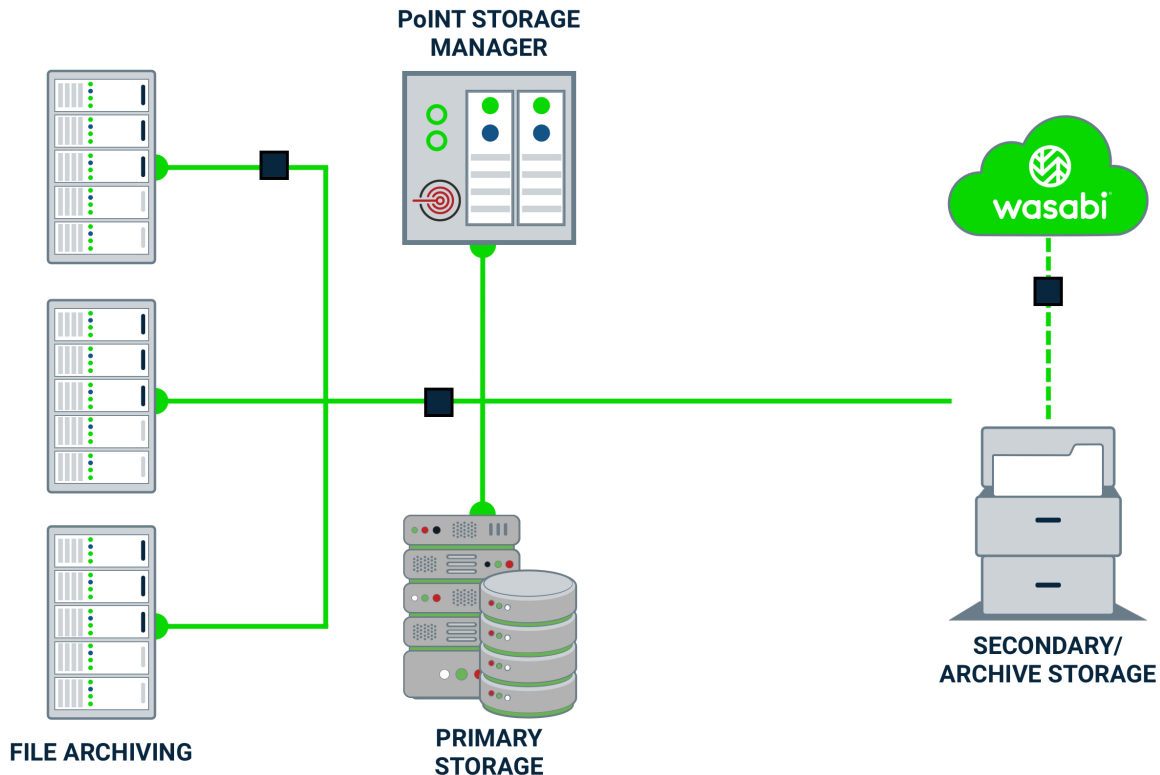 PoINT STORAGE
MANAGER
wasabi
SECONDARY/
ARCHIVE STORAGE
FILE ARCHIVING
PRIMARY
STORAGE